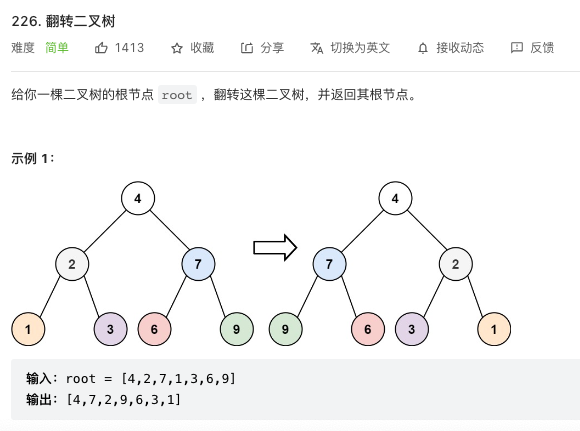 226. 翻转二叉树
难度 简单 1413 收藏 分享 切换为英文 接收动态 反馈
给你一棵二叉树的根节点 root ，翻转这棵二叉树，并返回其根节点。
示例 1：
4 4
2 7 7 2
1 3 6 9 9 6 3 1
输入：root = [4,2,7,1,3,6,9]
输出：[4,7,2,9,6,3,1]